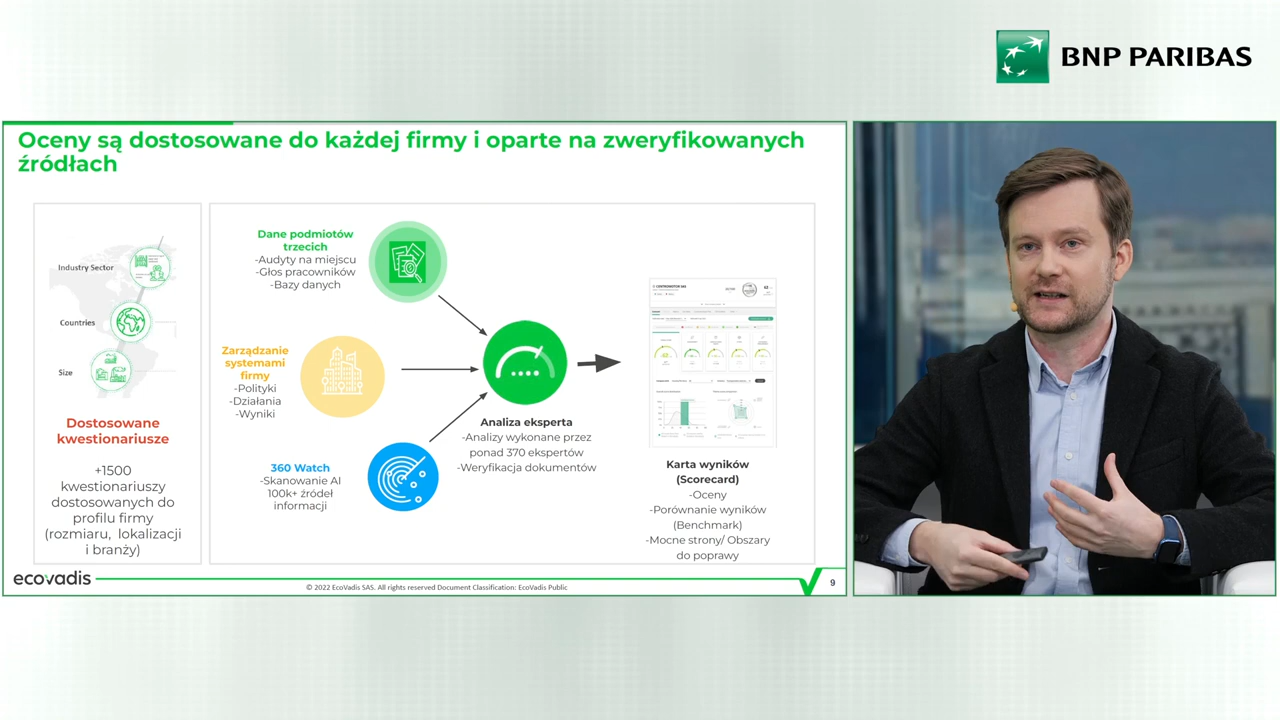 BNP PARIBAS
Oceny są dostosowane do każdej firmy i oparte na zweryfikowanych
źródłach
Industry Sector
Countries
Size
Dostosowane
kwestionariusze
+1500
kwestionariuszy
dostosowanych do
profilu firmy
(rozmiaru, lokalizacji
i branży)
Dane podmiotów
trzecich
-Audyty na miejscu
-Głos pracowników
-Bazy danych
Zarządzanie
systemami
firmy
-Polityki
-Działania
-Wyniki
360 Watch
-Skanowanie AI
100k+ źródeł
informacji
Analiza eksperta
-Analizy wykonane przez
ponad 370 ekspertów
-Weryfikacja dokumentów
Karta wyników
(Scorecard)
-Oceny
-Porównanie wyników
(Benchmark)
-Mocne strony/ Obszary
do poprawy
ecovadis
© 2022 EcoVadis SAS. All rights reserved Document Classification: EcoVadis Public
9